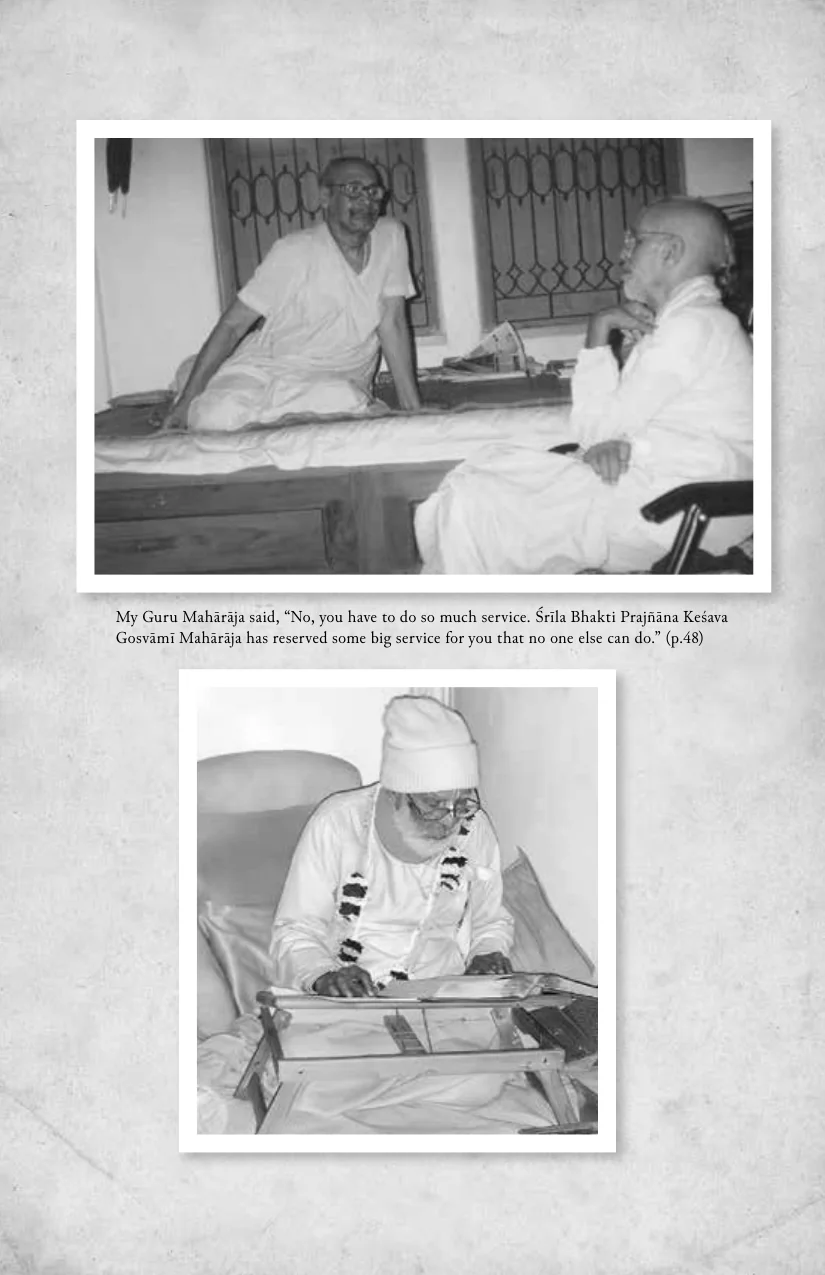 My Guru Mahārāja said, “No, you have to do so much service. Śrīla Bhakti Prajñāna Keśava
Gosvāmī Mahārāja has reserved some big service for you that no one else can do.” (p.48)